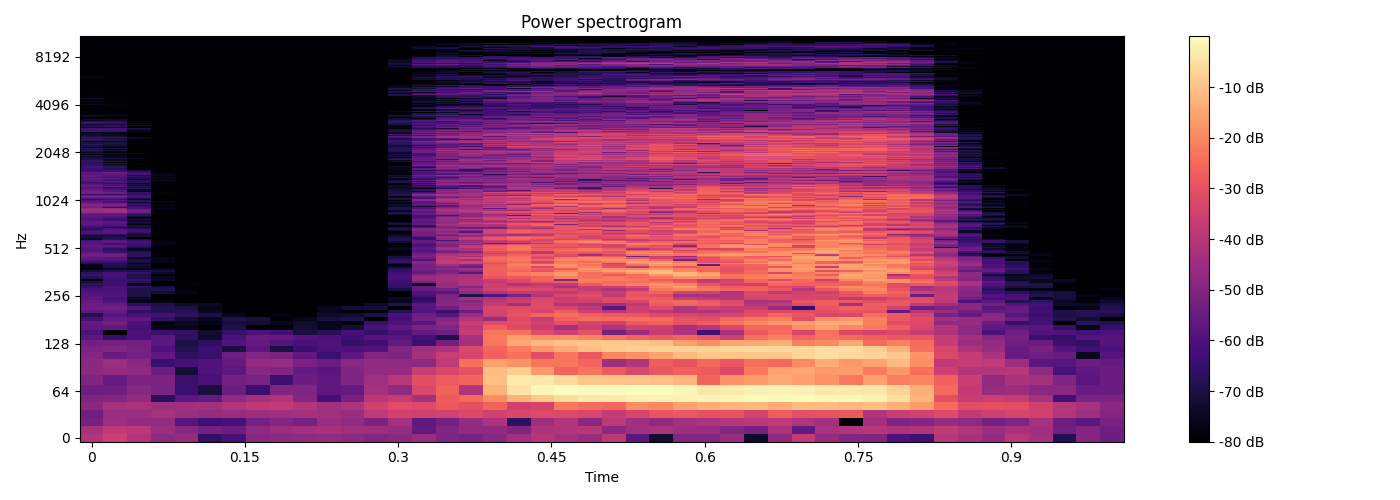 Power spectrogram
8192
4096
2048
1024
512
256
128
64
0
Hz
0 0.15 0.3 0.45 0.6 0.75 0.9
Time
-10 dB
-20 dB
-30 dB
-40 dB
-50 dB
-60 dB
-70 dB
-80 dB